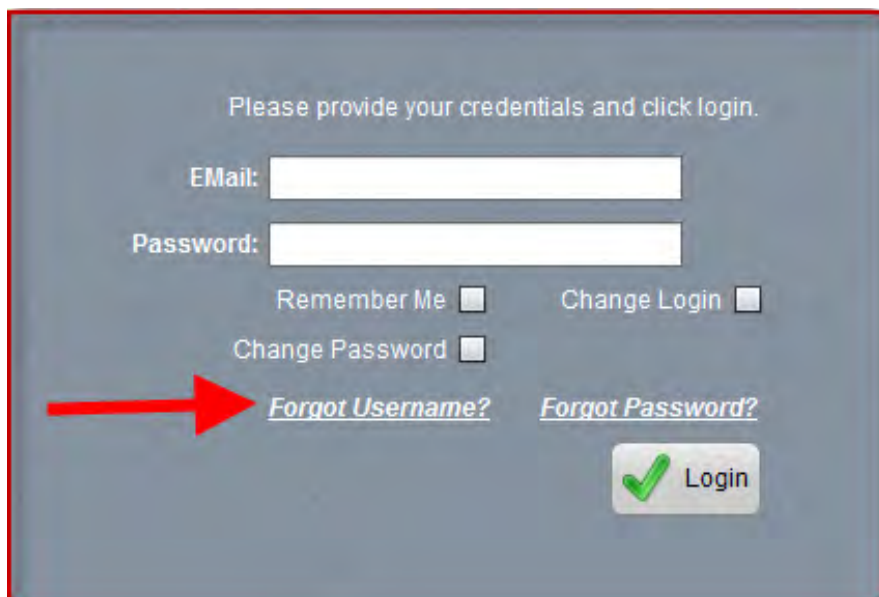 Please provide your credentials and click login.
EMail:
Password:
Remember Me Change Login
Change Password
Forgot Username? Forgot Password?
Login